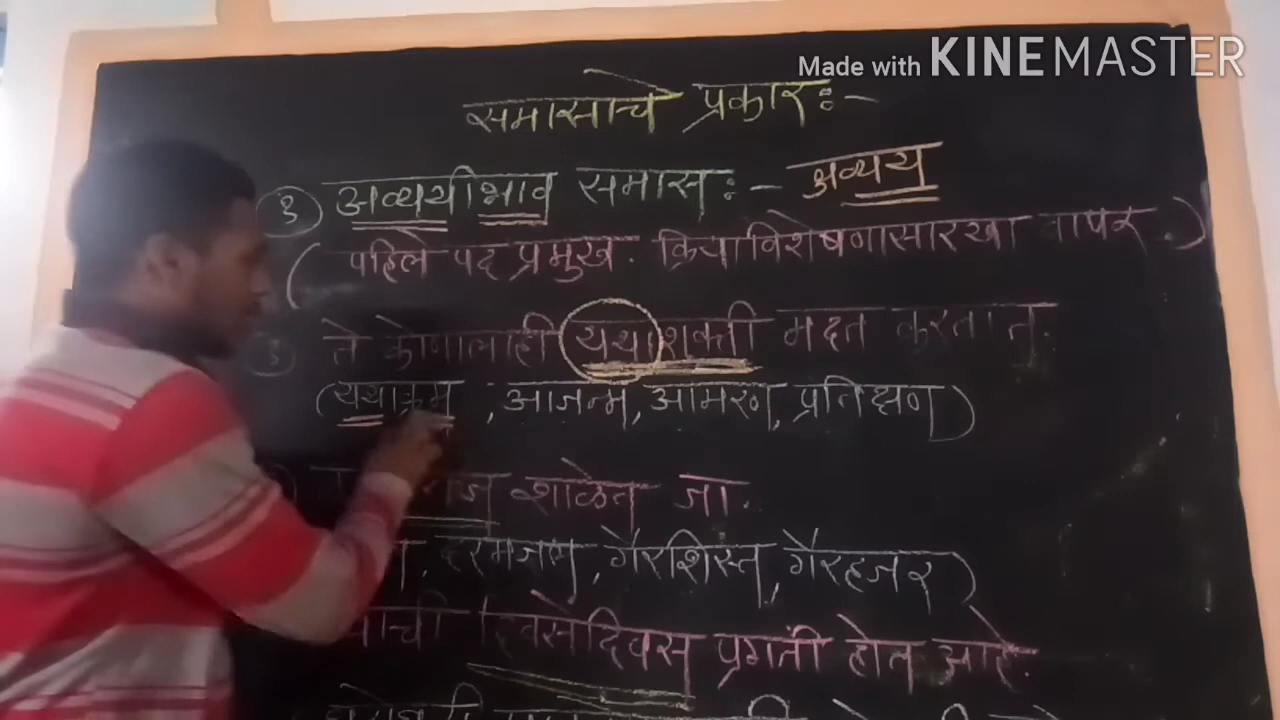 Made with KINEMASTER
समासाचे प्रकार :-
१ अव्ययीभाव समास :- अव्यय
( पहिले पद प्रमुख. क्रियाविशेषणासारखा वापर. )
ते कोणालाही यथाशक्ती मदत करतात.
(यथाक्रम, आजन्म, आमरण, प्रतिक्षण)
शाळेत जा.
गैरशिस्त, गैरहजर)
दिवसेंदिवस प्रगती होत आहे.